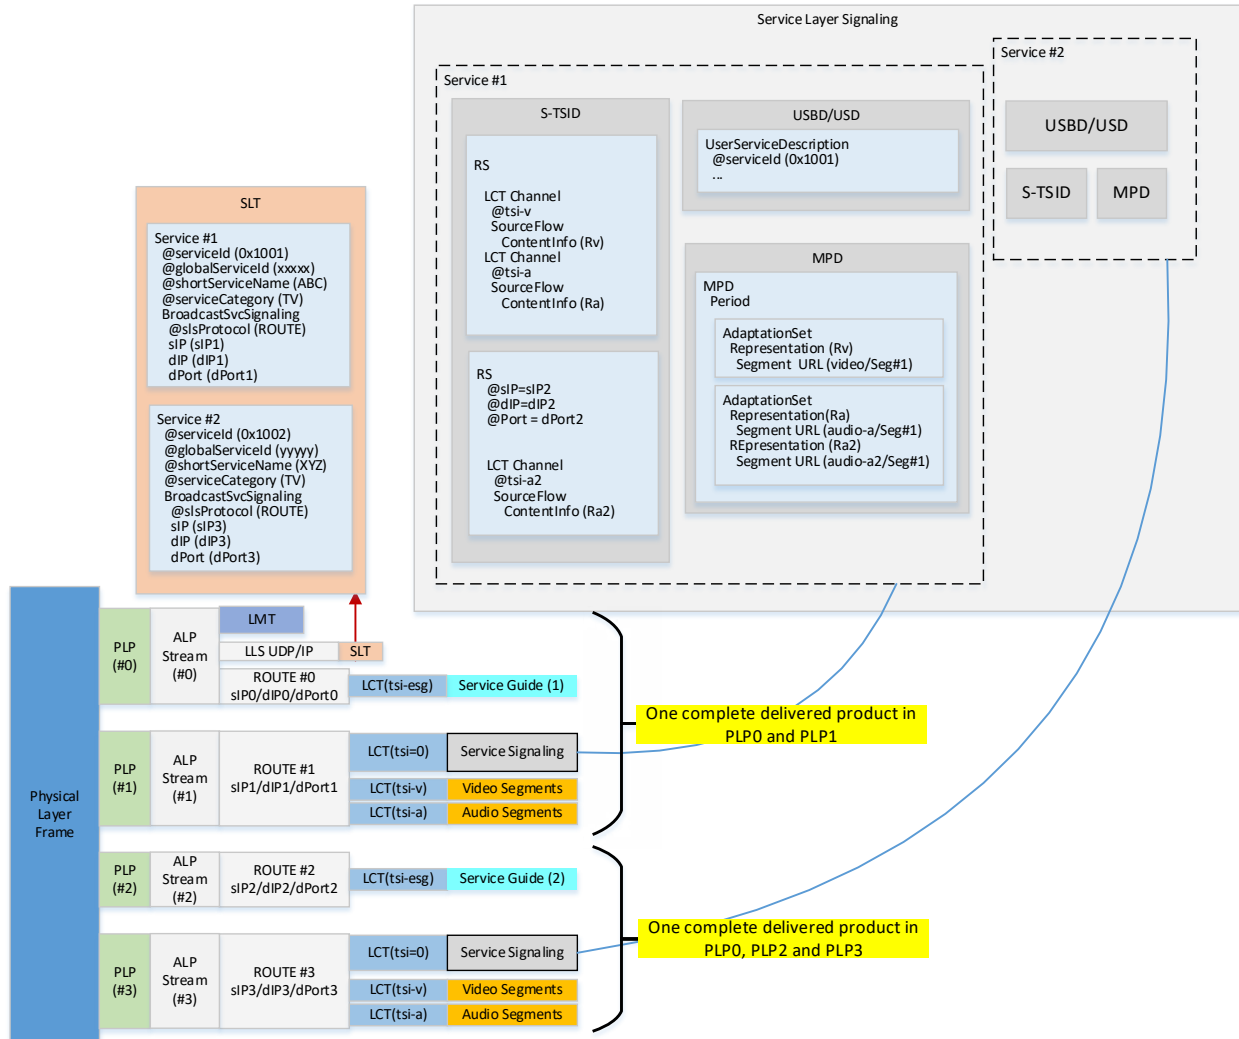 Service Layer Signaling
Service #1
S-TSID
RS
LCT Channel
@tsi-v
SourceFlow
ContentInfo (Rv)
LCT Channel
@tsi-a
SourceFlow
ContentInfo (Ra)
RS
@sIP=sIP2
@dIP=dIP2
@Port = dPort2
LCT Channel
@tsi-a2
SourceFlow
ContentInfo (Ra2)
USBD/USD
UserServiceDescription
@serviceId (0x1001)
...
MPD
MPD
Period
AdaptationSet
Representation (Rv)
Segment URL (video/Seg#1)
AdaptationSet
Representation(Ra)
Segment URL (audio-a/Seg#1)
REpresentation (Ra2)
Segment URL (audio-a2/Seg#1)
Service #2
USBD/USD
S-TSID
MPD
SLT
Service #1
@serviceId (0x1001)
@globalServiceId (xxxxx)
@shortServiceName (ABC)
@serviceCategory (TV)
BroadcastSvcSignaling
@slsProtocol (ROUTE)
sIP (sIP1)
dIP (dIP1)
dPort (dPort1)
Service #2
@serviceId (0x1002)
@globalServiceId (yyyyy)
@shortServiceName (XYZ)
@serviceCategory (TV)
BroadcastSvcSignaling
@slsProtocol (ROUTE)
sIP (sIP3)
dIP (dIP3)
dPort (dPort3)
Physical
Layer
Frame
PLP
(#0)
ALP
Stream
(#0)
LMT
LLS UDP/IP
SLT
ROUTE #0
sIP0/dIP0/dPort0
LCT(tsi-esg)
Service Guide (1)
PLP
(#1)
ALP
Stream
(#1)
ROUTE #1
sIP1/dIP1/dPort1
LCT(tsi=0)
Service Signaling
LCT(tsi-v)
Video Segments
LCT(tsi-a)
Audio Segments
One complete delivered product in
PLP0 and PLP1
PLP
(#2)
ALP
Stream
(#2)
ROUTE #2
sIP2/dIP2/dPort2
LCT(tsi-esg)
Service Guide (2)
PLP
(#3)
ALP
Stream
(#3)
ROUTE #3
sIP3/dIP3/dPort3
LCT(tsi=0)
Service Signaling
LCT(tsi-v)
Video Segments
LCT(tsi-a)
Audio Segments
One complete delivered product in
PLP0, PLP2 and PLP3